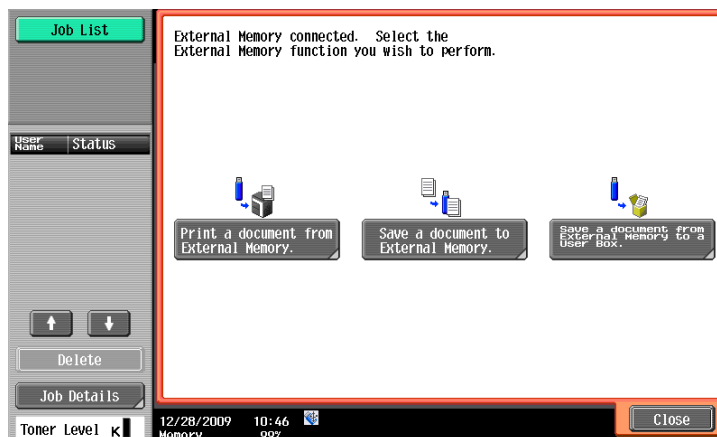 Job List
External Memory connected.  Select the
External Memory function you wish to perform.
User
Name
Status
Print a document from
External Memory.
Save a document to
External Memory.
Save a document from
External Memory to a
User Box.
Delete
Job Details
Toner Level K
12/28/2009 10:46
Memory 99%
Close